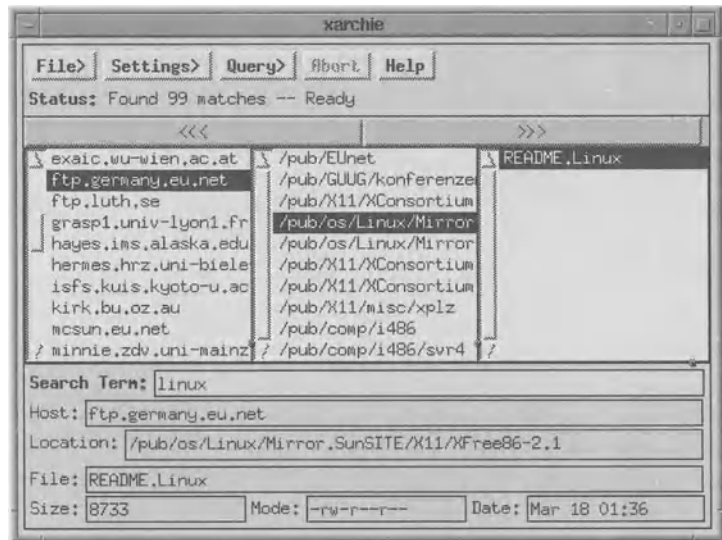 xarchie
File> Settings> Query> Abort Help
Status: Found 99 matches -- Ready
<<< >>>
exaic.wu-wien.ac.at /pub/EUnet README.Linux
ftp.germany.eu.net /pub/GUUG/konferenze
ftp.luth.se /pub/X11/XConsortium
grasp1.univ-lyon1.fr /pub/os/Linux/Mirror
hayes.ims.alaska.edu /pub/os/Linux/Mirror
hermes.hrz.uni-biele /pub/X11/XConsortium
isfs.kuis.kyoto-u.ac /pub/X11/XConsortium
kirk.bu.oz.au /pub/X11/misc/xplz
mcsun.eu.net /pub/comp/i486
minnie.zdv.uni-mainz /pub/comp/i486/svr4
Search Term: linux
Host: ftp.germany.eu.net
Location: /pub/os/Linux/Mirror.SunSITE/X11/XFree86-2.1
File: README.Linux
Size: 8733 Mode: -rw-r--r-- Date: Mar 18 01:36